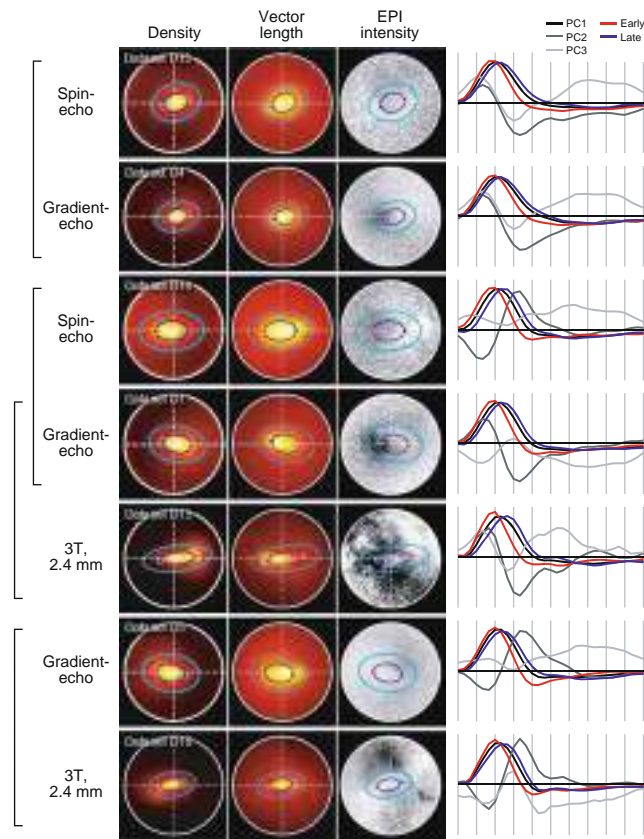 Density
Vector
length
EPI
intensity
PC1
PC2
PC3
Early
Late
Spin-
echo
Gradient-
echo
Spin-
echo
Gradient-
echo
3T,
2.4 mm
Gradient-
echo
3T,
2.4 mm